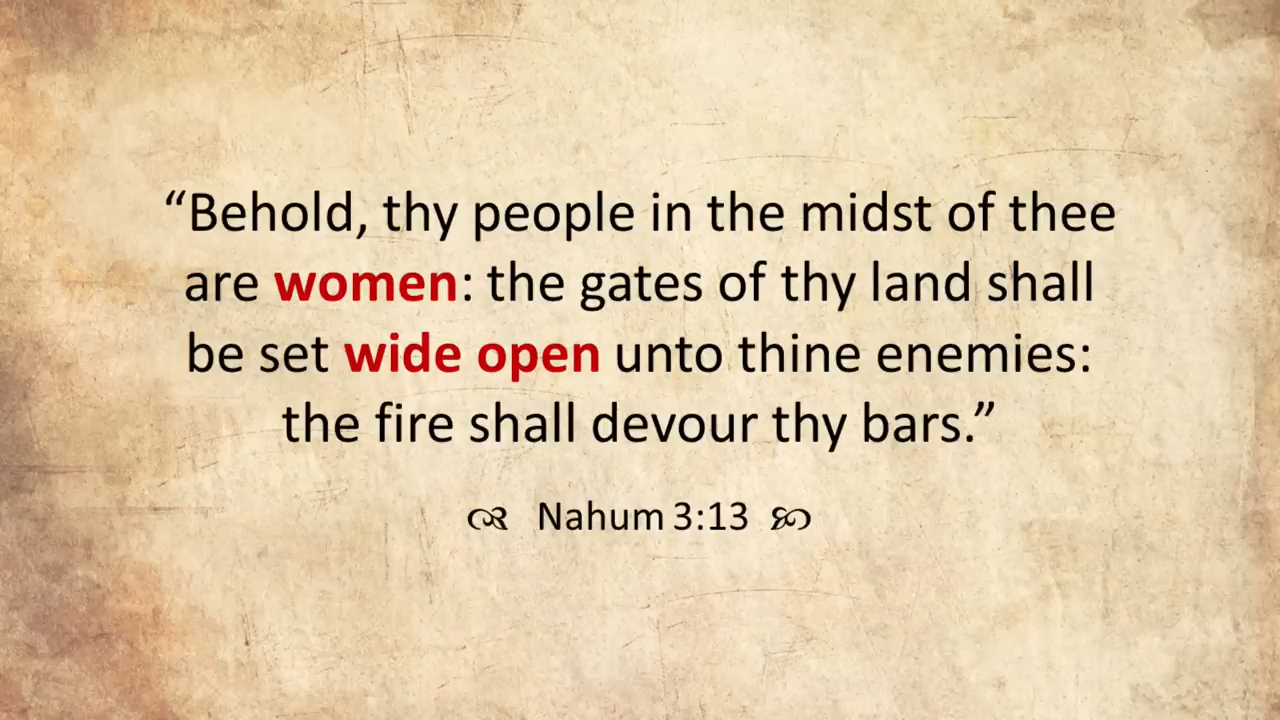 “Behold, thy people in the midst of thee
are women: the gates of thy land shall
be set wide open unto thine enemies:
the fire shall devour thy bars.”
Nahum 3:13